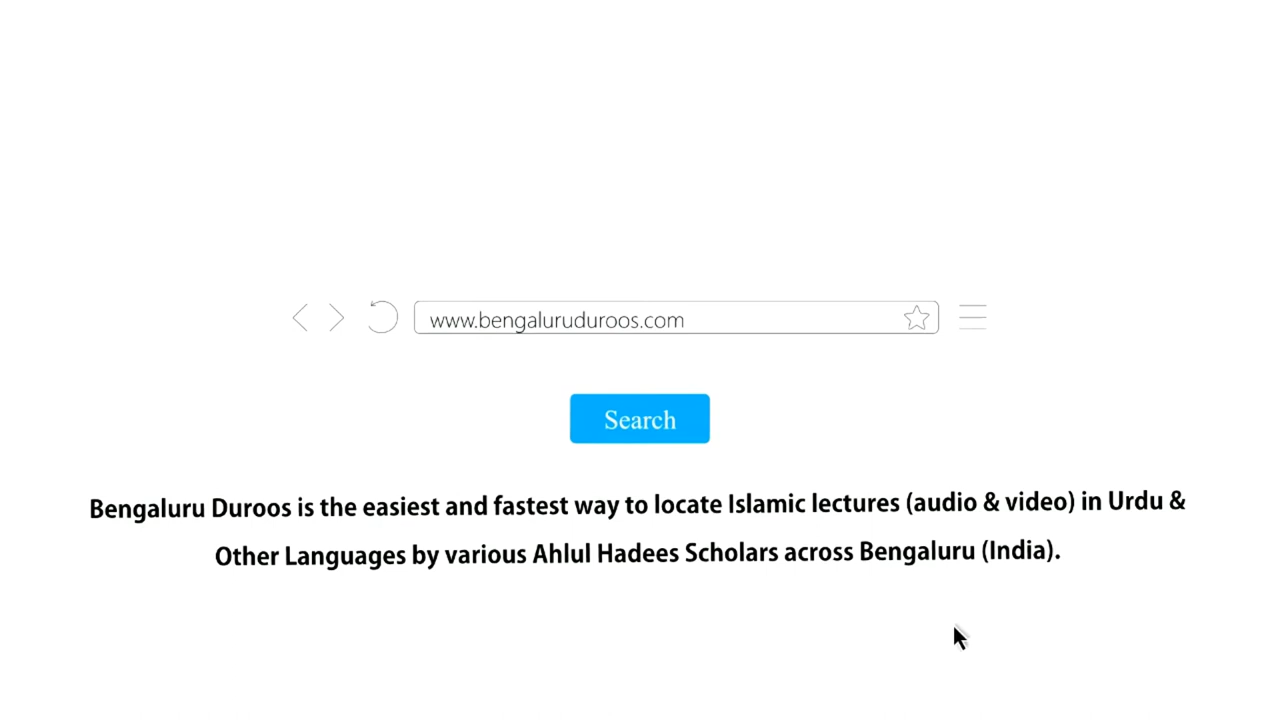 www.bengaluruduroos.com
Search
Bengaluru Duroos is the easiest and fastest way to locate Islamic lectures (audio & video) in Urdu &
Other Languages by various Ahlul Hadees Scholars across Bengaluru (India).